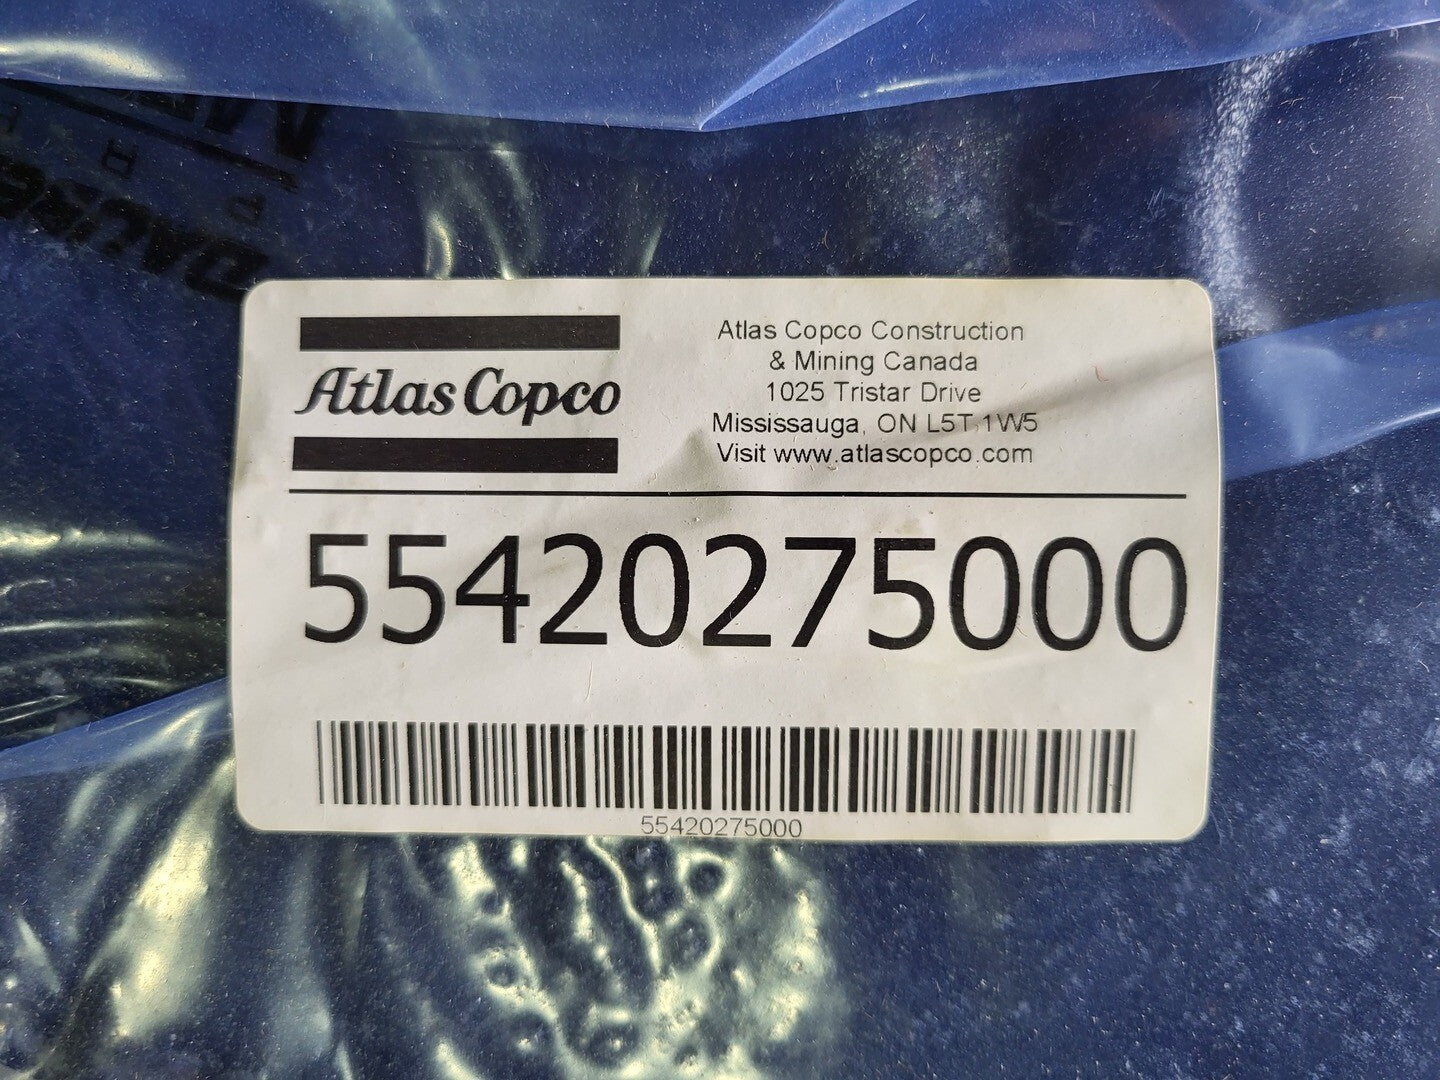 Atlas Copco
Atlas Copco Construction
& Mining Canada
1025 Tristar Drive
Mississauga, ON L5T 1W5
Visit www.atlascopco.com
55420275000
55420275000